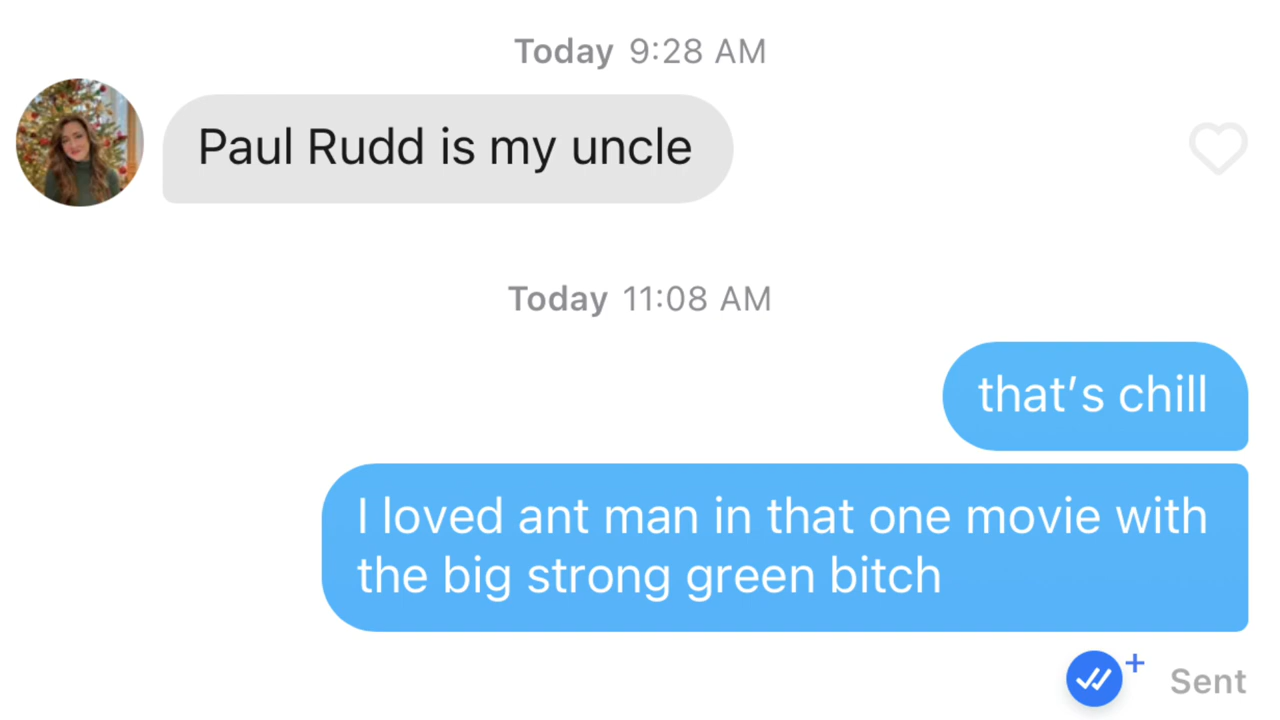 Today 9:28 AM
Paul Rudd is my uncle
Today 11:08 AM
that’s chill
I loved ant man in that one movie with
the big strong green bitch
Sent